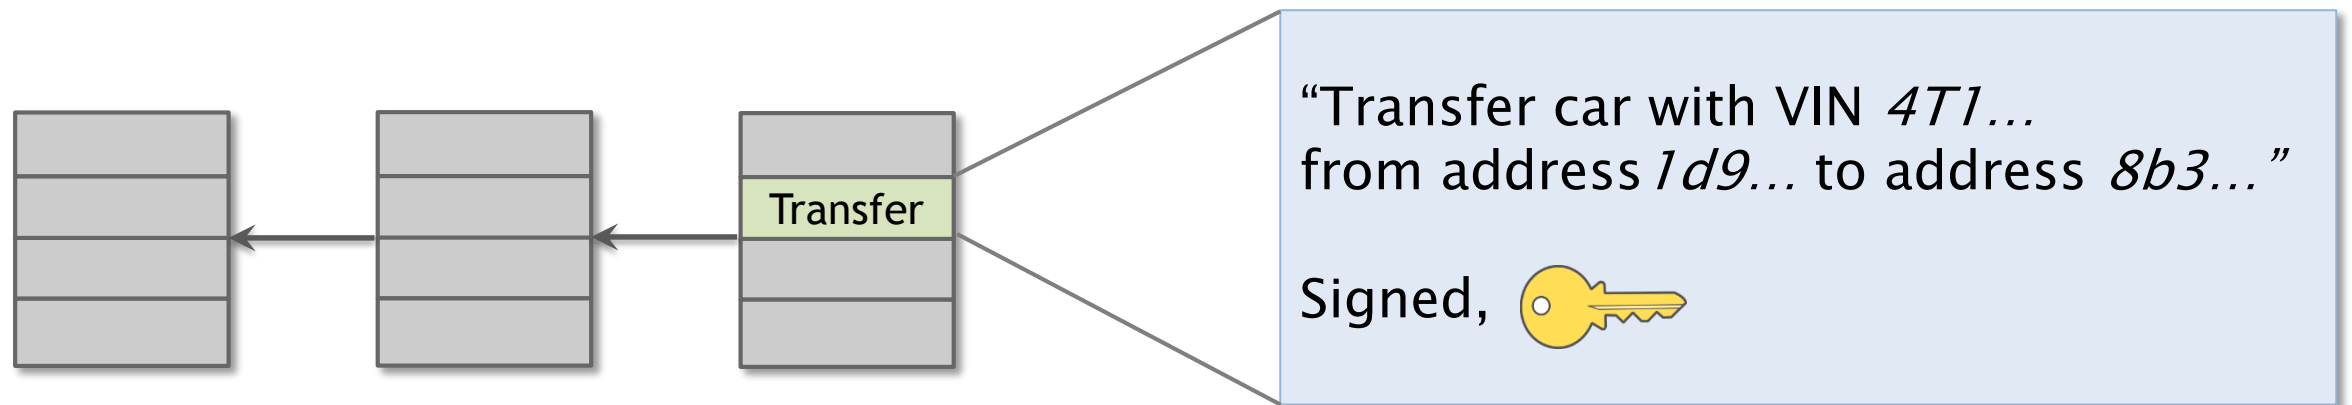 Transfer
“Transfer car with VIN 4T1...
from address 1d9... to address 8b3...”
Signed,